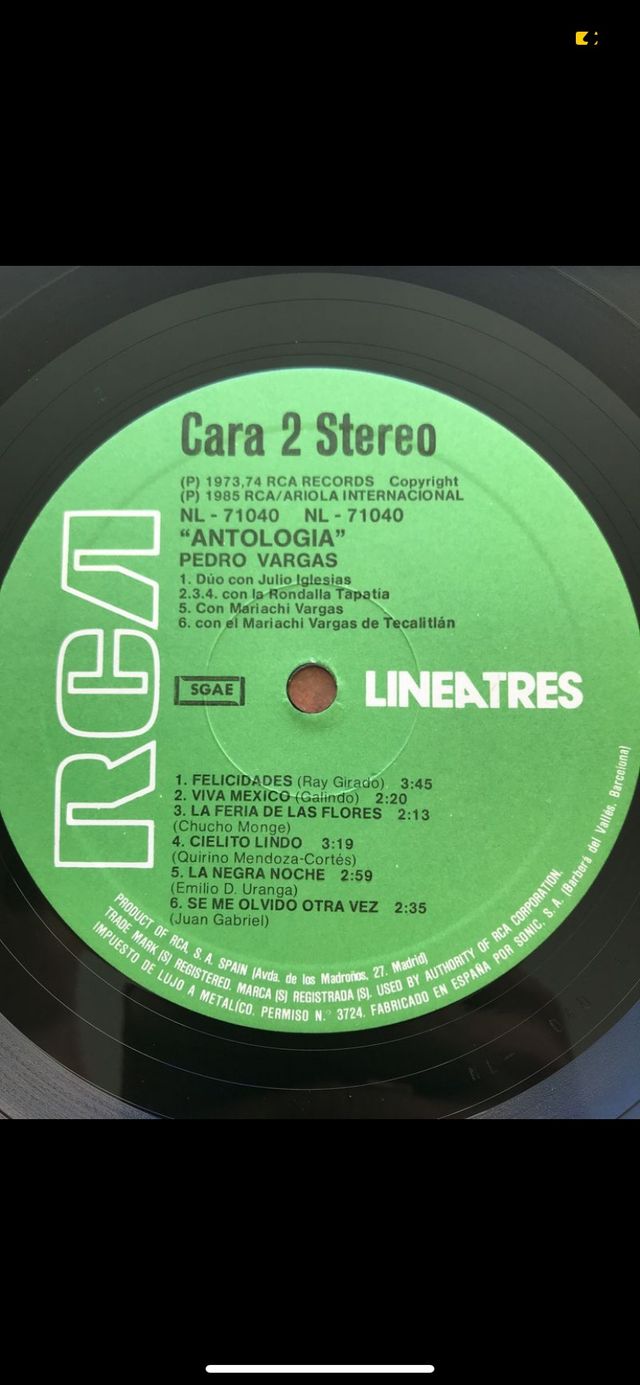 Cara 2 Stereo
(P) 1973,74 RCA RECORDS Copyright
(P) 1985 RCA/ARIOLA INTERNACIONAL
NL - 71040 NL - 71040
"ANTOLOGIA"
PEDRO VARGAS
1. Dúo con Julio Iglesias
2.3.4. con la Rondalla Tapatía
5. Con Mariachi Vargas
6. con el Mariachi Vargas de Tecalitlán
RCA
SGAE
LINEATRES
1. FELICIDADES (Ray Girado) 3:45
2. VIVA MEXICO (Galindo) 2:20
3. LA FERIA DE LAS FLORES 2:13
(Chucho Monge)
4. CIELITO LINDO 3:19
(Quirino Mendoza-Cortés)
5. LA NEGRA NOCHE 2:59
(Emilio D. Uranga)
6. SE ME OLVIDO OTRA VEZ 2:35
(Juan Gabriel)
PRODUCT OF RCA, S. A. SPAIN (Avda. de los Madroños, 27. Madrid)
TRADE MARK (S) REGISTERED. MARCA (S) REGISTRADA (S). USED BY AUTHORITY OF RCA CORPORATION.
IMPUESTO DE LUJO A METALÍCO. PERMISO N.º 3724. FABRICADO EN ESPAÑA POR SONIC, S. A. (Barberá del Vallés. Barcelona)
NL-